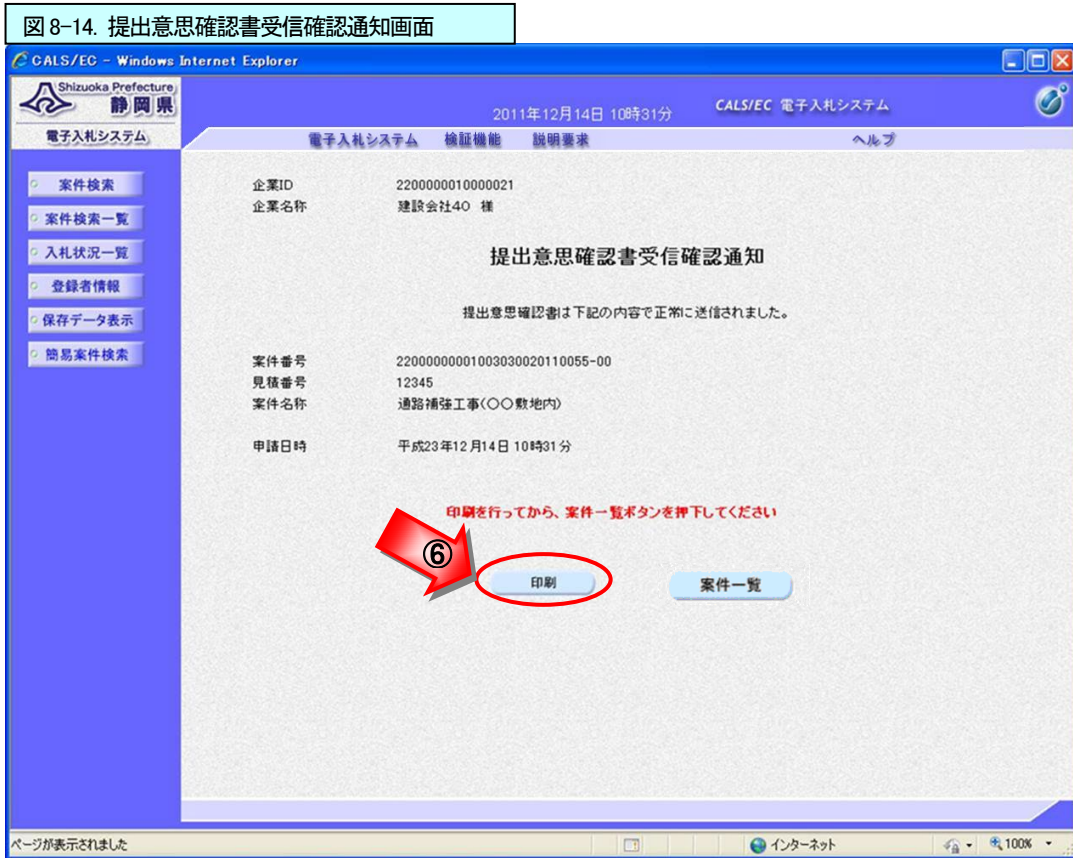 図 8-14. 提出意思確認書受信確認通知画面
CALS/EC - Windows Internet Explorer
Shizuoka Prefecture
静岡県
電子入札システム
2011年12月14日 10時31分
CALS/EC 電子入札システム
電子入札システム 検証機能 説明要求 ヘルプ
案件検索
案件検索一覧
入札状況一覧
登録者情報
保存データ表示
簡易案件検索
企業ID 2200000010000021
企業名称 建設会社40 様
提出意思確認書受信確認通知
提出意思確認書は下記の内容で正常に送信されました。
案件番号 22000000001003030020110055-00
見積番号 12345
案件名称 通路補強工事(〇〇敷地内)
申請日時 平成23年12月14日 10時31分
印刷を行ってから、案件一覧ボタンを押下してください
⑥
印刷 案件一覧
ページが表示されました インターネット 100%